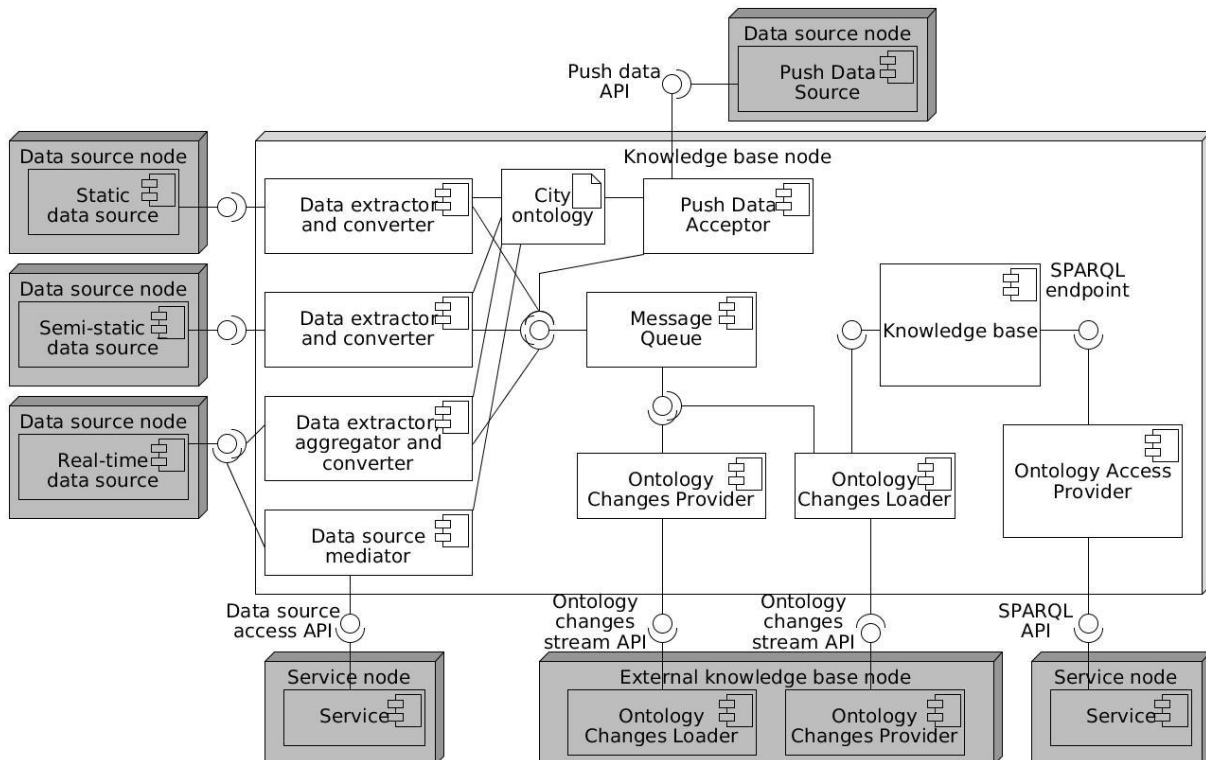 Data source node
Push Data
Source
Push data
API
Knowledge base node
Data source node
Static
data source
Data extractor
and converter
City
ontology
Push Data
Acceptor
Data source node
Semi-static
data source
Data extractor
and converter
Message
Queue
SPARQL
endpoint
Knowledge base
Data source node
Real-time
data source
Data extractor,
aggregator and
converter
Ontology
Changes Provider
Ontology
Changes Loader
Ontology Access
Provider
Data source
mediator
Data source
access API
Ontology
changes
stream API
Ontology
changes
stream API
SPARQL
API
Service node
Service
External knowledge base node
Ontology
Changes Loader
Ontology
Changes Provider
Service node
Service